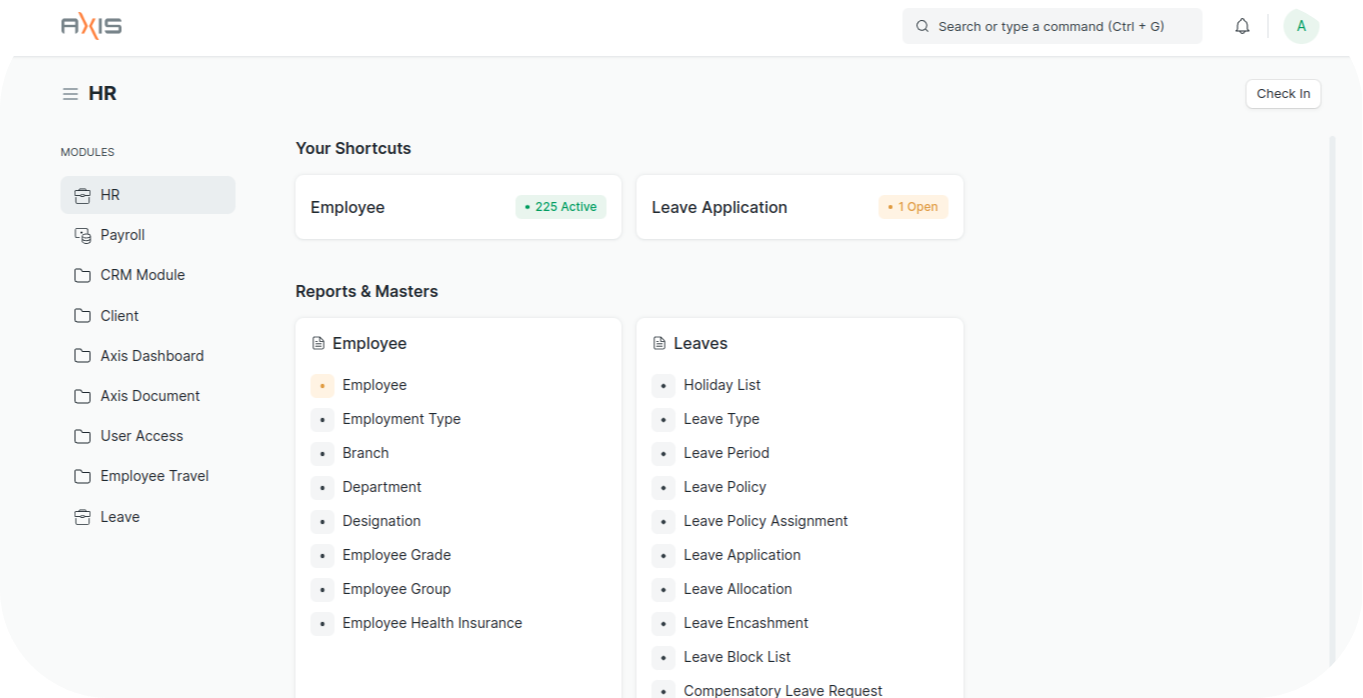 AXIS
Search or type a command (Ctrl + G)
A
HR
Check In
MODULES
HR
Payroll
CRM Module
Client
Axis Dashboard
Axis Document
User Access
Employee Travel
Leave
Your Shortcuts
Employee
225 Active
Leave Application
1 Open
Reports & Masters
Employee
Employee
Employment Type
Branch
Department
Designation
Employee Grade
Employee Group
Employee Health Insurance
Leaves
Holiday List
Leave Type
Leave Period
Leave Policy
Leave Policy Assignment
Leave Application
Leave Allocation
Leave Encashment
Leave Block List
Compensatory Leave Request